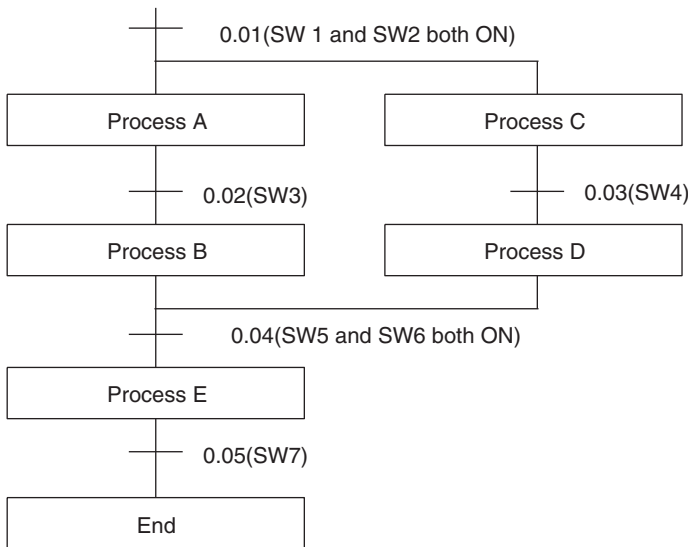 0.01(SW 1 and SW2 both ON)
Process A
Process C
0.02(SW3)
0.03(SW4)
Process B
Process D
0.04(SW5 and SW6 both ON)
Process E
0.05(SW7)
End